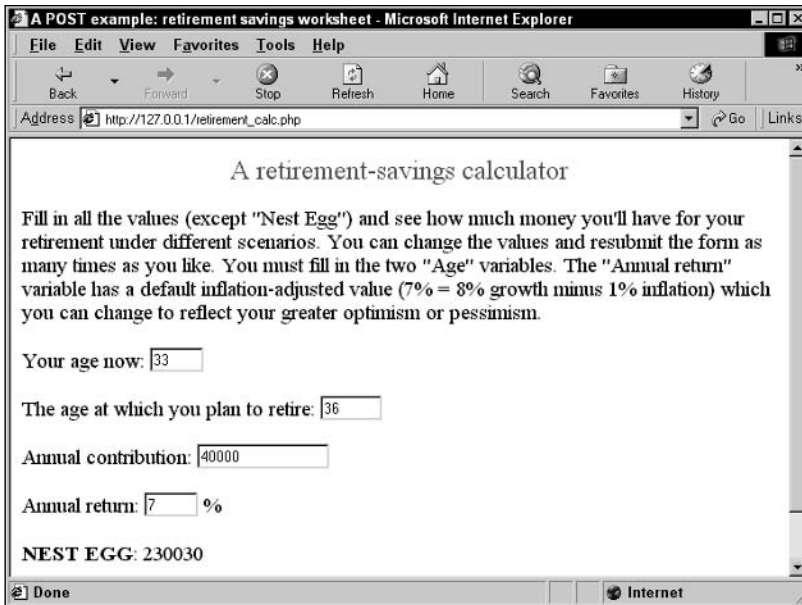 A POST example: retirement savings worksheet - Microsoft Internet Explorer
File Edit View Favorites Tools Help
Back Forward Stop Refresh Home Search Favorites History »
Address http://127.0.0.1/retirement_calc.php Go Links
A retirement-savings calculator
Fill in all the values (except "Nest Egg") and see how much money you'll have for your
retirement under different scenarios. You can change the values and resubmit the form as
many times as you like. You must fill in the two "Age" variables. The "Annual return"
variable has a default inflation-adjusted value (7% = 8% growth minus 1% inflation) which
you can change to reflect your greater optimism or pessimism.
Your age now: 33
The age at which you plan to retire: 36
Annual contribution: 40000
Annual return: 7 %
NEST EGG: 230030
Done Internet